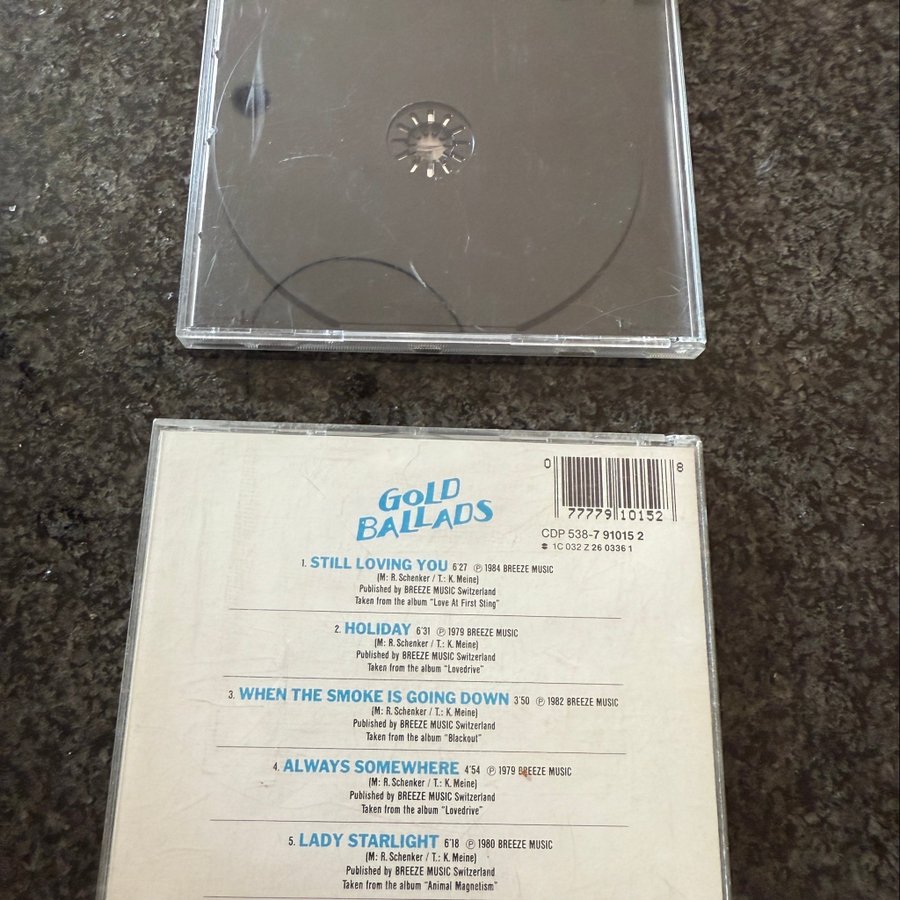 GOLD
BALLADS
0 77779 10152 8
CDP 538-7 91015 2
1C 032 Z 26 0336 1
1. STILL LOVING YOU 6'27 ℗ 1984 BREEZE MUSIC
(M: R. Schenker / T.: K. Meine)
Published by BREEZE MUSIC Switzerland
Taken from the album "Love At First Sting"
2. HOLIDAY 6'31 ℗ 1979 BREEZE MUSIC
(M: R. Schenker / T.: K. Meine)
Published by BREEZE MUSIC Switzerland
Taken from the album "Lovedrive"
3. WHEN THE SMOKE IS GOING DOWN 3'50 ℗ 1982 BREEZE MUSIC
(M: R. Schenker / T.: K. Meine)
Published by BREEZE MUSIC Switzerland
Taken from the album "Blackout"
4. ALWAYS SOMEWHERE 4'54 ℗ 1979 BREEZE MUSIC
(M: R. Schenker / T.: K. Meine)
Published by BREEZE MUSIC Switzerland
Taken from the album "Lovedrive"
5. LADY STARLIGHT 6'18 ℗ 1980 BREEZE MUSIC
(M: R. Schenker / T.: K. Meine)
Published by BREEZE MUSIC Switzerland
Taken from the album "Animal Magnetism"